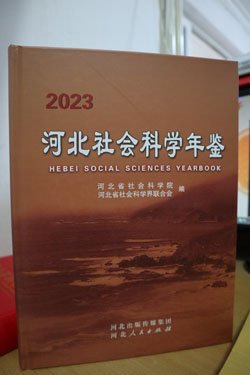 2023
河北社会科学年鉴
HEBEI SOCIAL SCIENCES YEARBOOK
河北省社会科学院
河北省社会科学界联合会 编
河北出版传媒集团
河北人民出版社